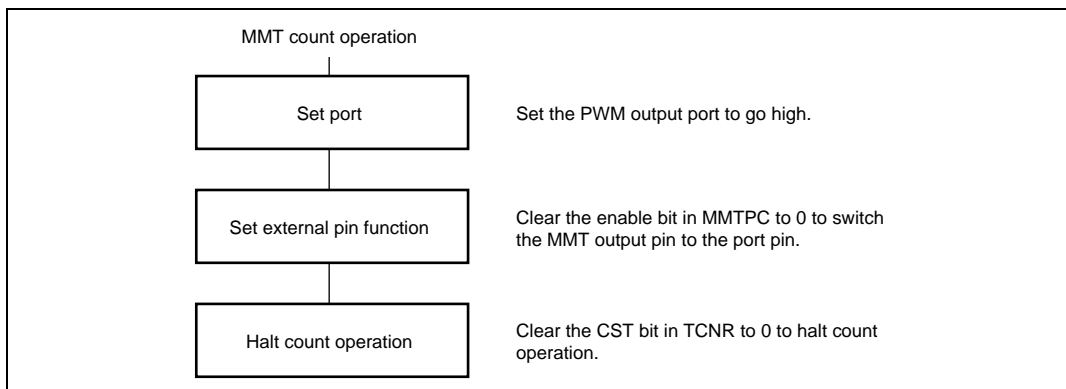 MMT count operation
Set port
Set the PWM output port to go high.
Set external pin function
Clear the enable bit in MMTPC to 0 to switch
the MMT output pin to the port pin.
Halt count operation
Clear the CST bit in TCNR to 0 to halt count
operation.